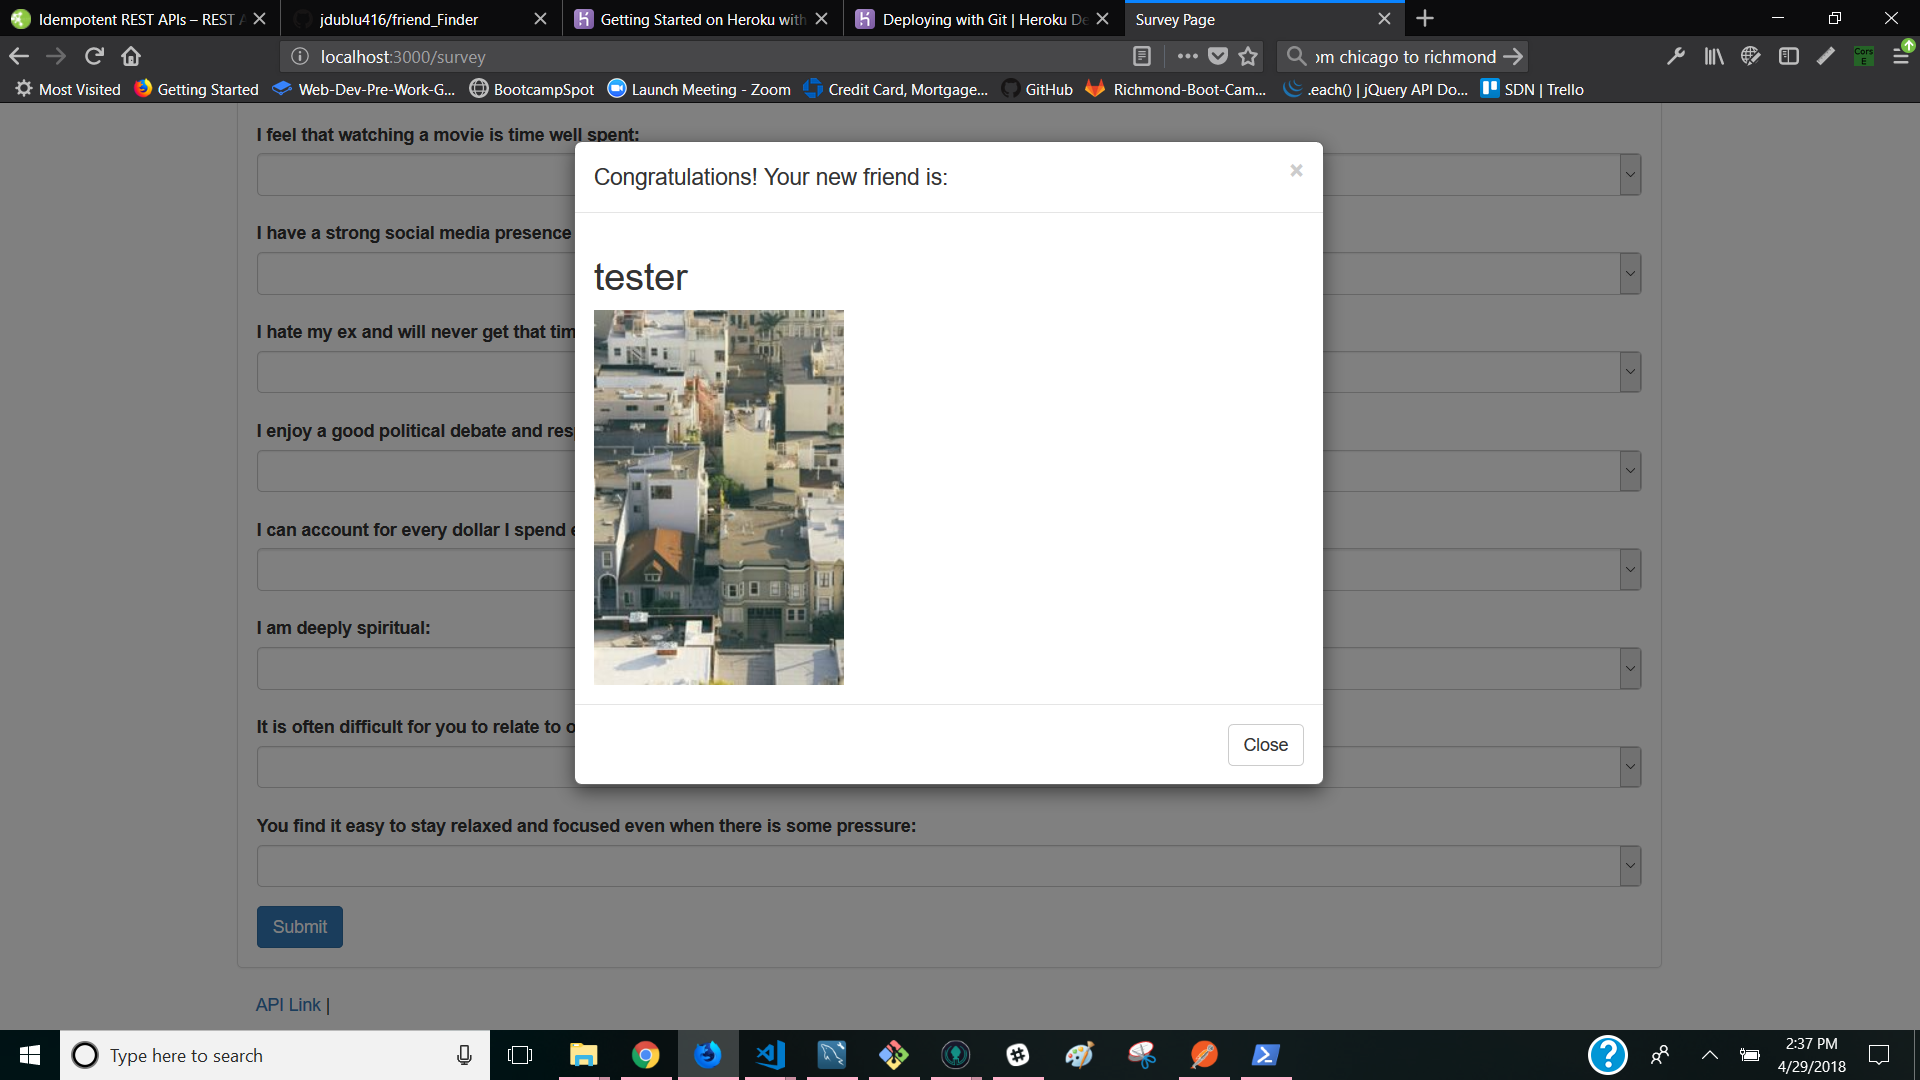 Idempotent REST APIs – REST
jdublu416/friend_Finder
Getting Started on Heroku with
Deploying with Git | Heroku De
Survey Page
localhost:3000/survey
om chicago to richmond
Cors
E
Most Visited
Getting Started
Web-Dev-Pre-Work-G...
BootcampSpot
Launch Meeting - Zoom
Credit Card, Mortgage...
GitHub
Richmond-Boot-Cam...
.each() | jQuery API Do...
SDN | Trello
I feel that watching a movie is time well spent:
Congratulations! Your new friend is:
×
I have a strong social media presence
tester
I hate my ex and will never get that tim
I enjoy a good political debate and res
I can account for every dollar I spend
I am deeply spiritual:
It is often difficult for you to relate to o
Close
You find it easy to stay relaxed and focused even when there is some pressure:
Submit
API Link |
Type here to search
2:37 PM
4/29/2018